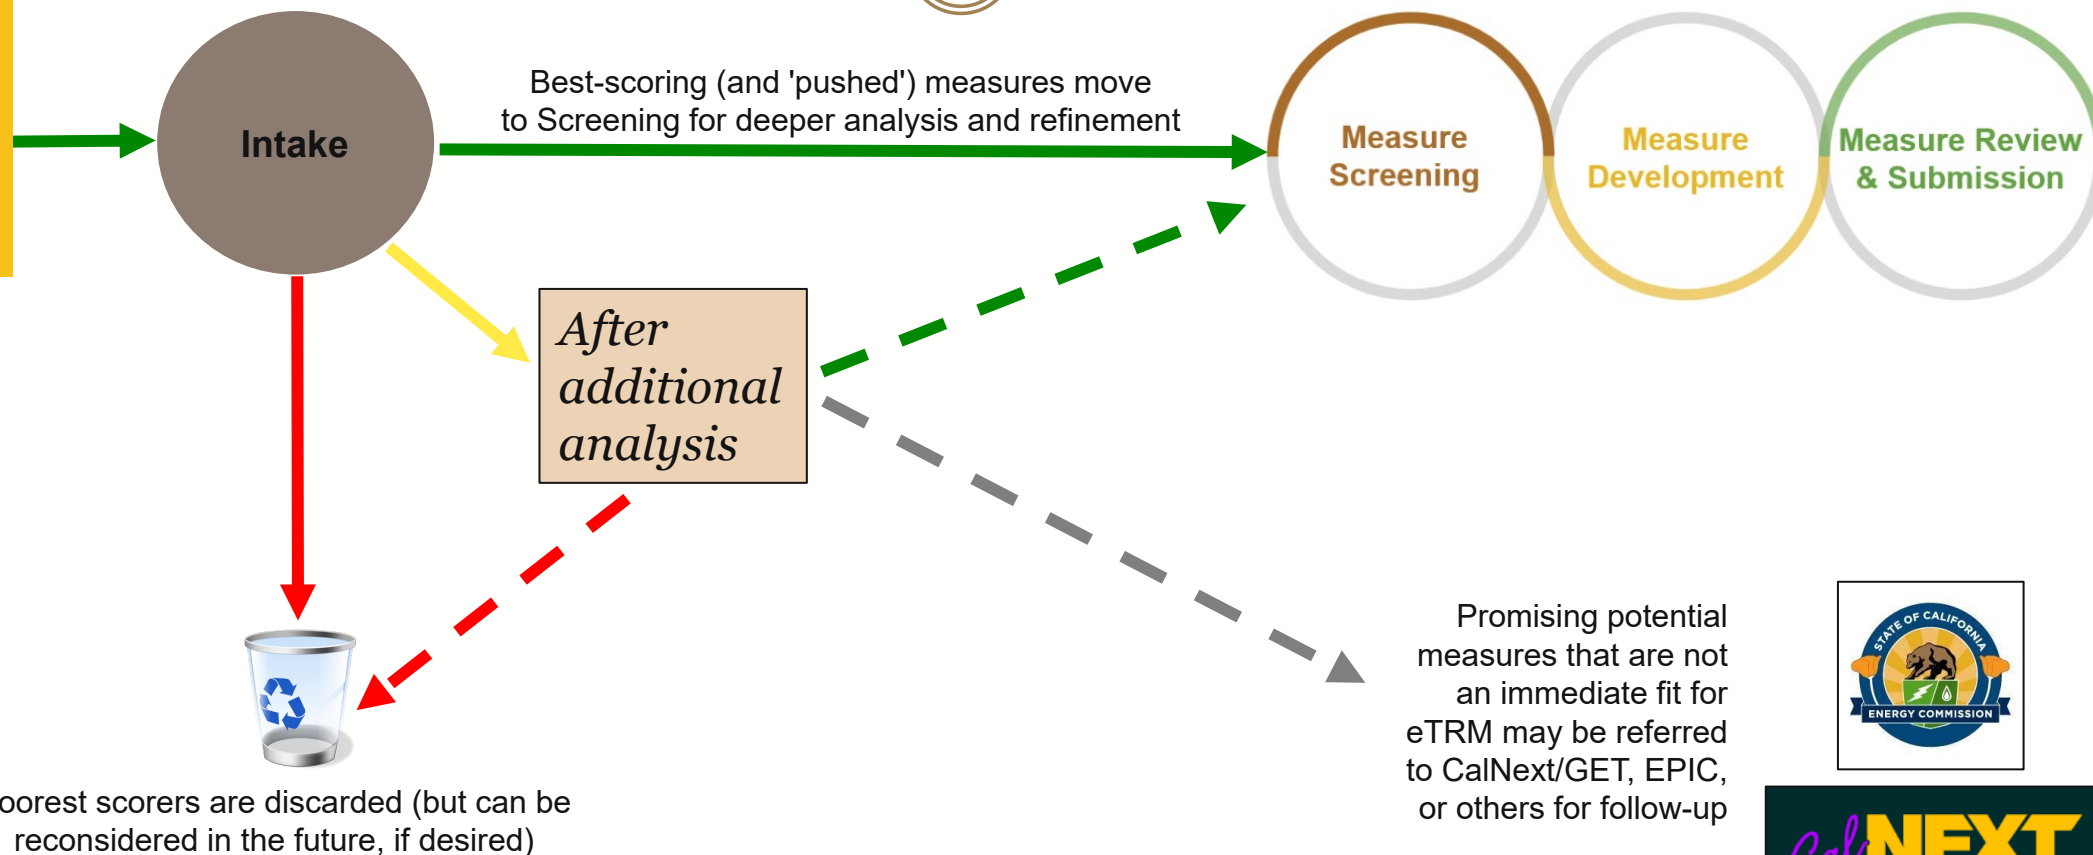 Intake
Best-scoring (and 'pushed') measures move
to Screening for deeper analysis and refinement
Measure
Screening
Measure
Development
Measure Review
& Submission
After
additional
analysis
Promising potential
measures that are not
an immediate fit for
eTRM may be referred
to CalNext/GET, EPIC,
or others for follow-up
STATE OF CALIFORNIA
ENERGY COMMISSION
oorest scorers are discarded (but can be
reconsidered in the future, if desired)
Cal NEXT